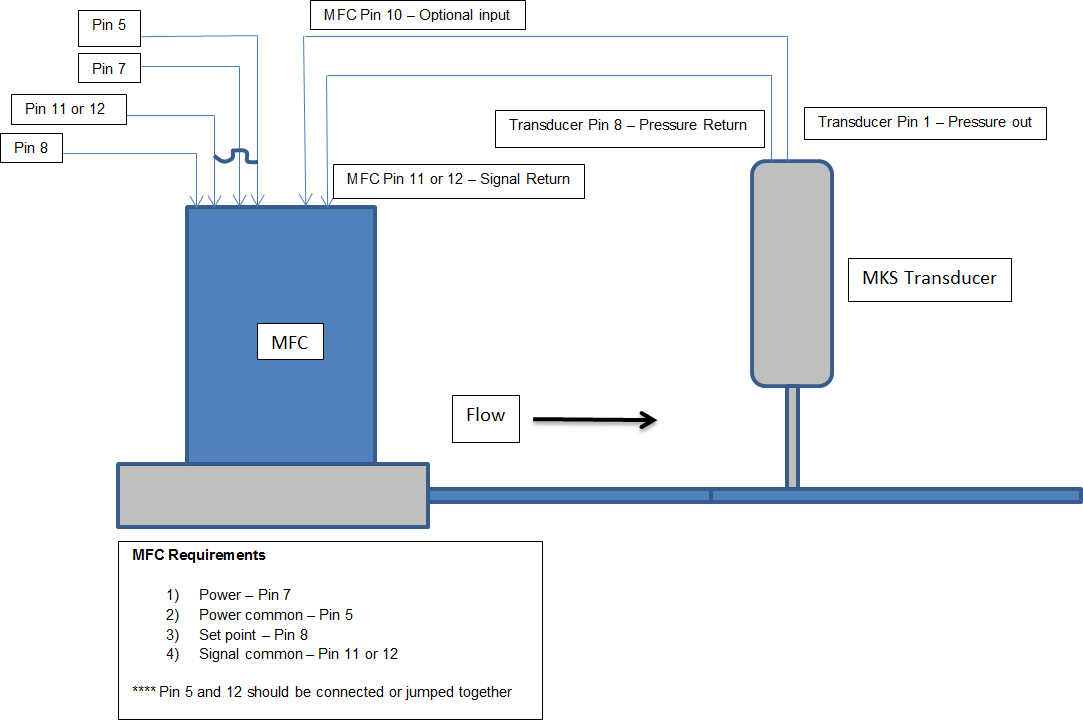 MFC Pin 10 – Optional input
Pin 5
Pin 7
Pin 11 or 12
Pin 8
Transducer Pin 8 – Pressure Return
Transducer Pin 1 – Pressure out
MFC Pin 11 or 12 – Signal Return
MKS Transducer
MFC
Flow
MFC Requirements
1) Power – Pin 7
2) Power common – Pin 5
3) Set point – Pin 8
4) Signal common – Pin 11 or 12
**** Pin 5 and 12 should be connected or jumped together